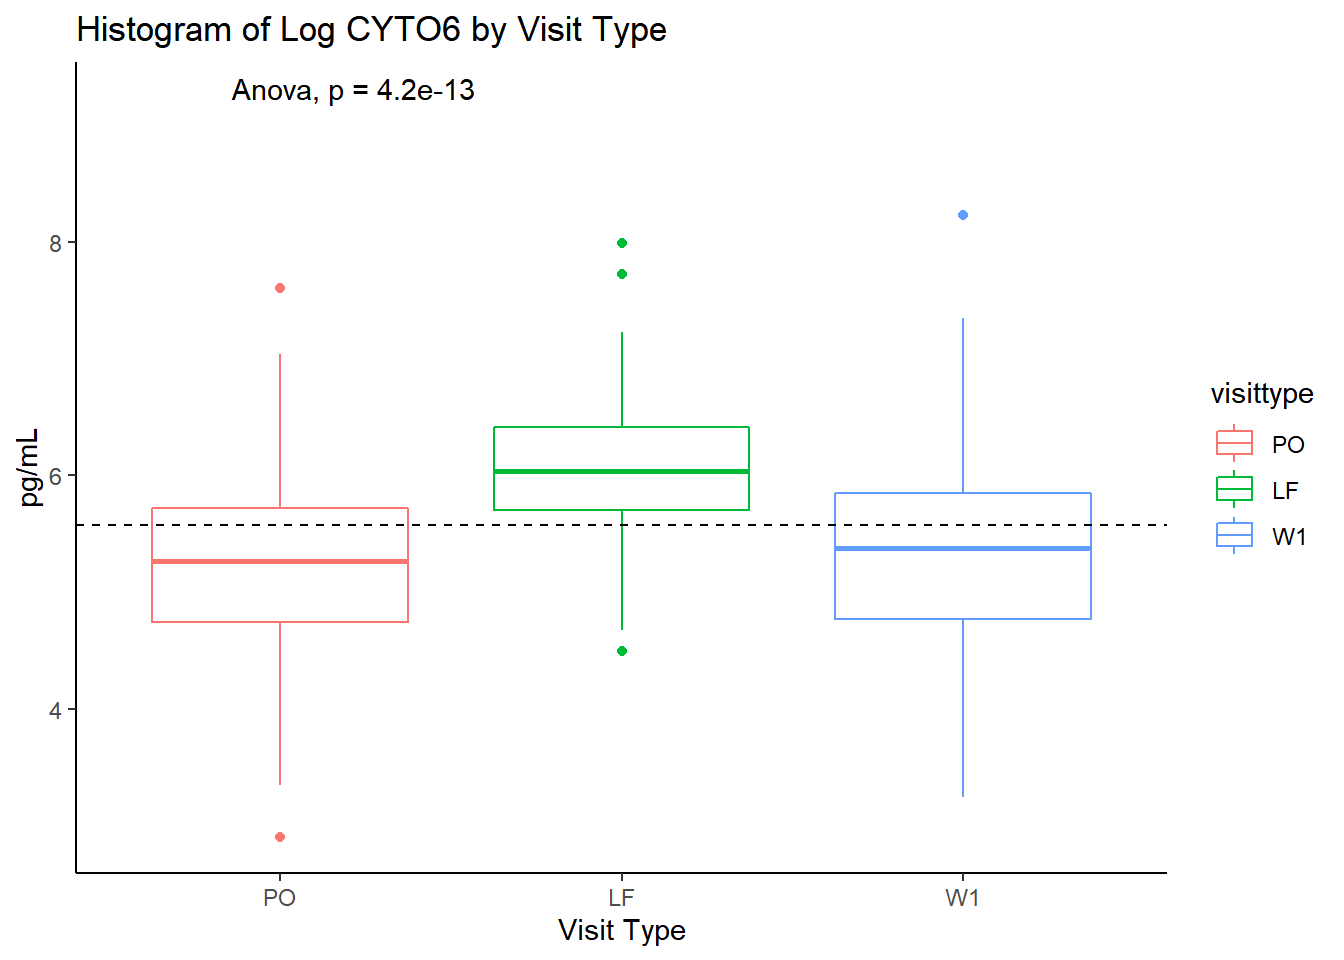 Histogram of Log CYTO6 by Visit Type
Anova, p = 4.2e-13
8
6
4
pg/mL
PO
LF
W1
Visit Type
visittype
PO
LF
W1